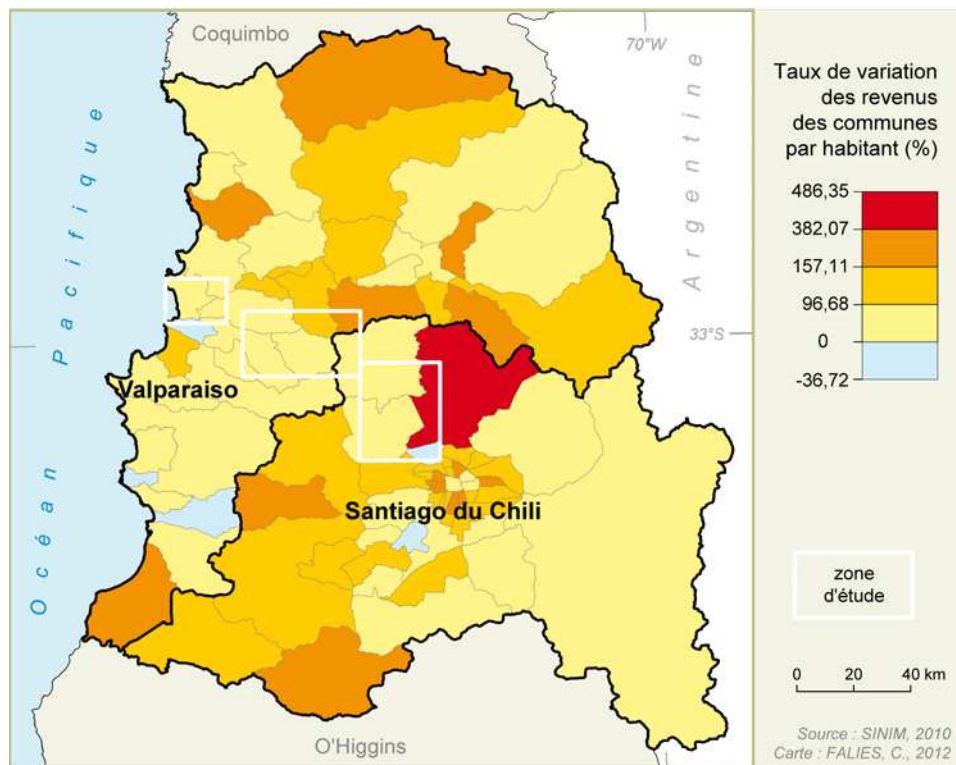 Coquimbo
70°W
Argentine
Océan Pacifique
33°S
Valparaiso
Santiago du Chili
O'Higgins
Taux de variation
des revenus
des communes
par habitant (%)
486,35
382,07
157,11
96,68
0
-36,72
zone
d'étude
0 20 40 km
Source : SINIM, 2010
Carte : FALIES, C., 2012